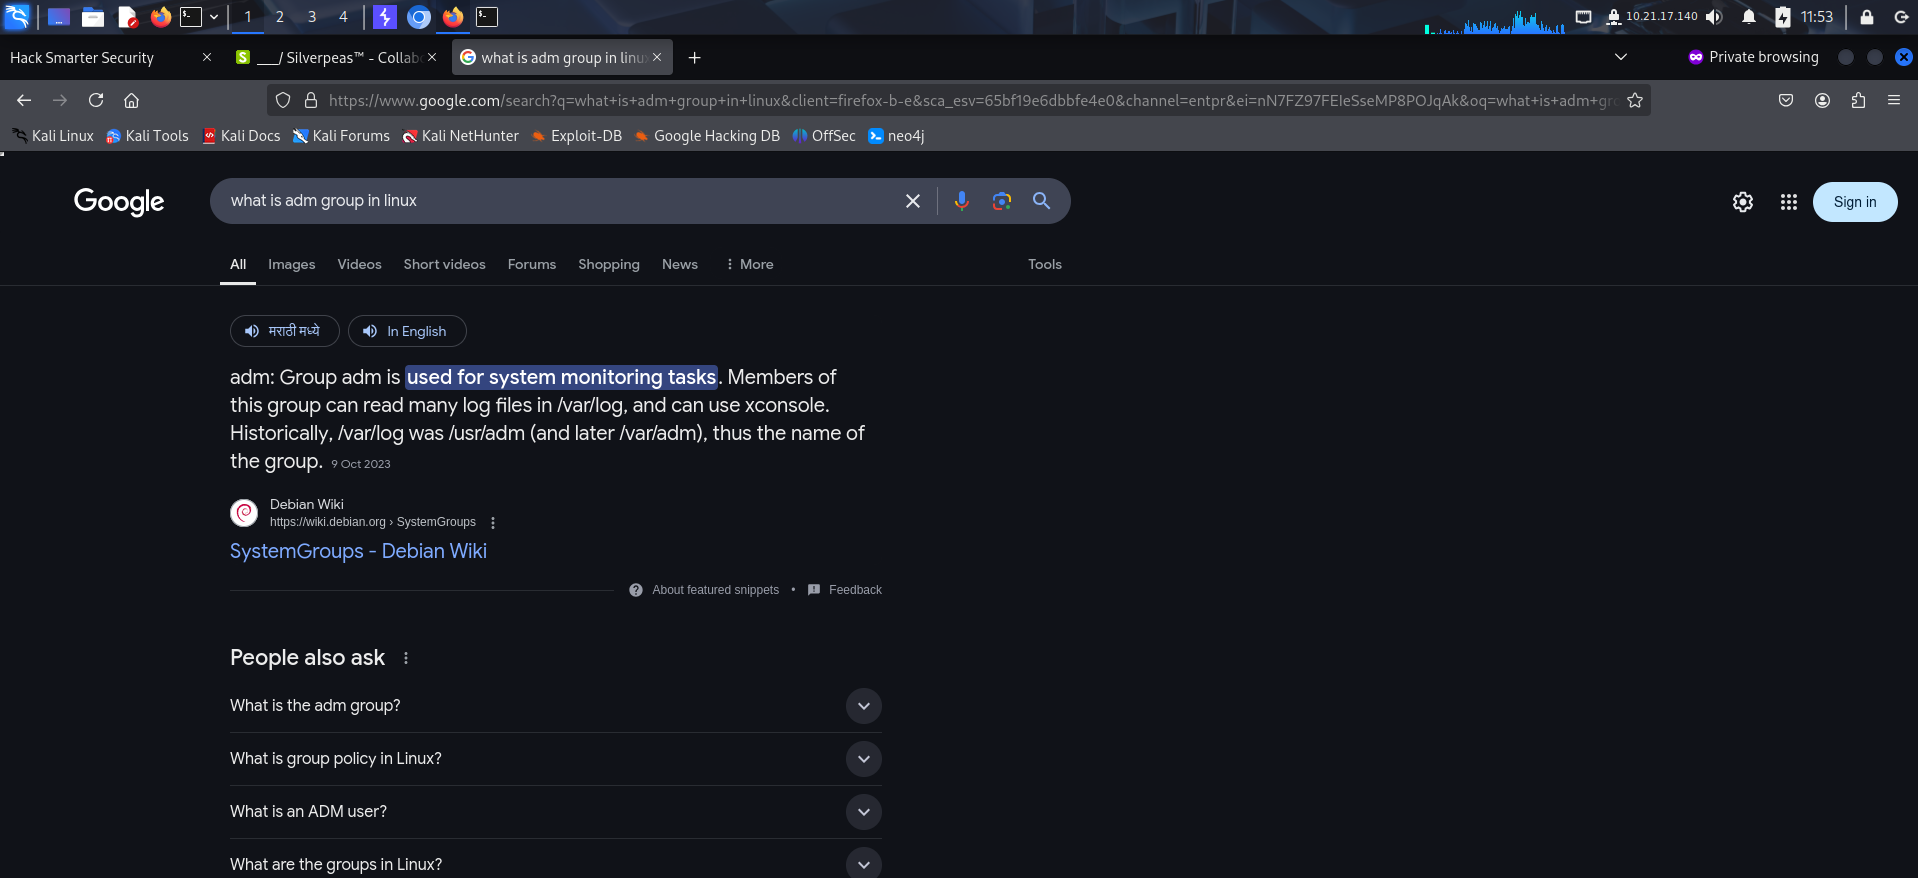 1 2 3 4
10.21.17.140
11:53
Hack Smarter Security
___/ Silverpeas™ - Collab
what is adm group in linux
Private browsing
https://www.google.com/search?q=what+is+adm+group+in+linux&client=firefox-b-e&sca_esv=65bf19e6dbbfe4e0&channel=entpr&ei=nN7FZ97FEIeSseMP8POJqAk&oq=what+is+adm+gro
Kali Linux Kali Tools Kali Docs Kali Forums Kali NetHunter Exploit-DB Google Hacking DB OffSec neo4j
Google
what is adm group in linux
Sign in
All Images Videos Short videos Forums Shopping News More Tools
मराठी मध्ये In English
adm: Group adm is used for system monitoring tasks. Members of
this group can read many log files in /var/log, and can use xconsole.
Historically, /var/log was /usr/adm (and later /var/adm), thus the name of
the group. 9 Oct 2023
Debian Wiki
https://wiki.debian.org › SystemGroups
SystemGroups - Debian Wiki
About featured snippets • Feedback
People also ask
What is the adm group?
What is group policy in Linux?
What is an ADM user?
What are the groups in Linux?